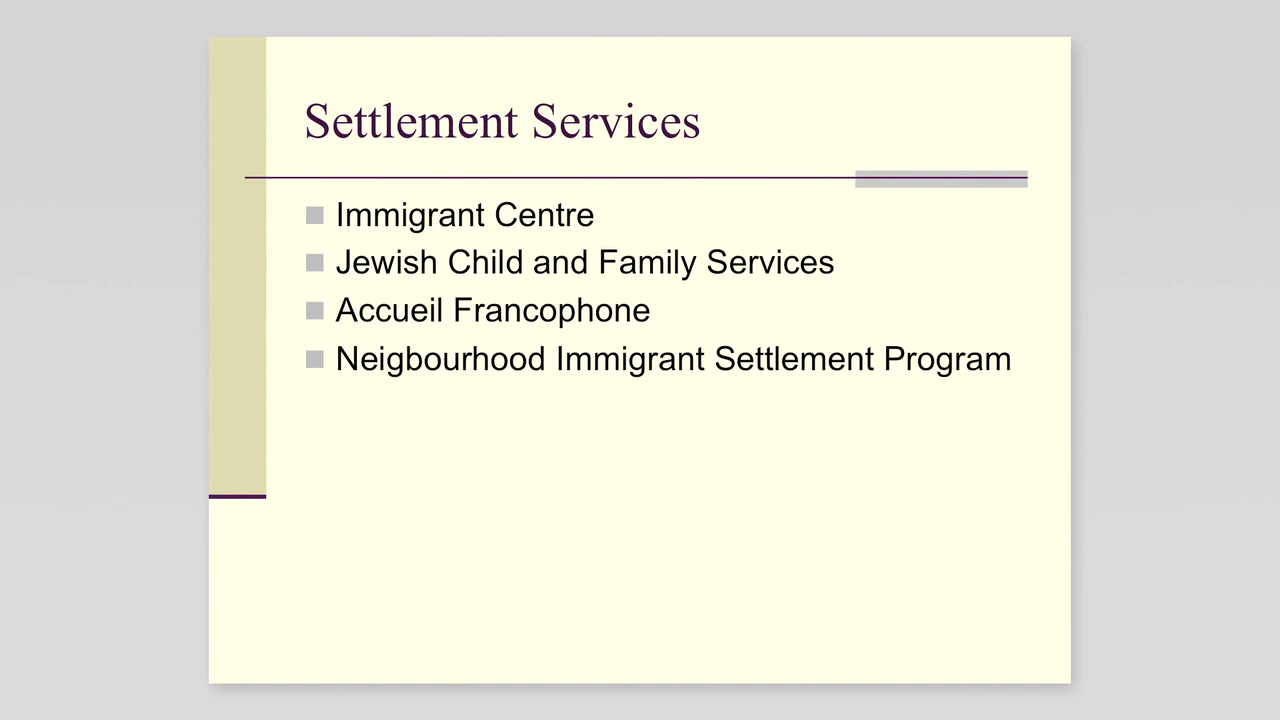 Settlement Services
Immigrant Centre
Jewish Child and Family Services
Accueil Francophone
Neigbourhood Immigrant Settlement Program